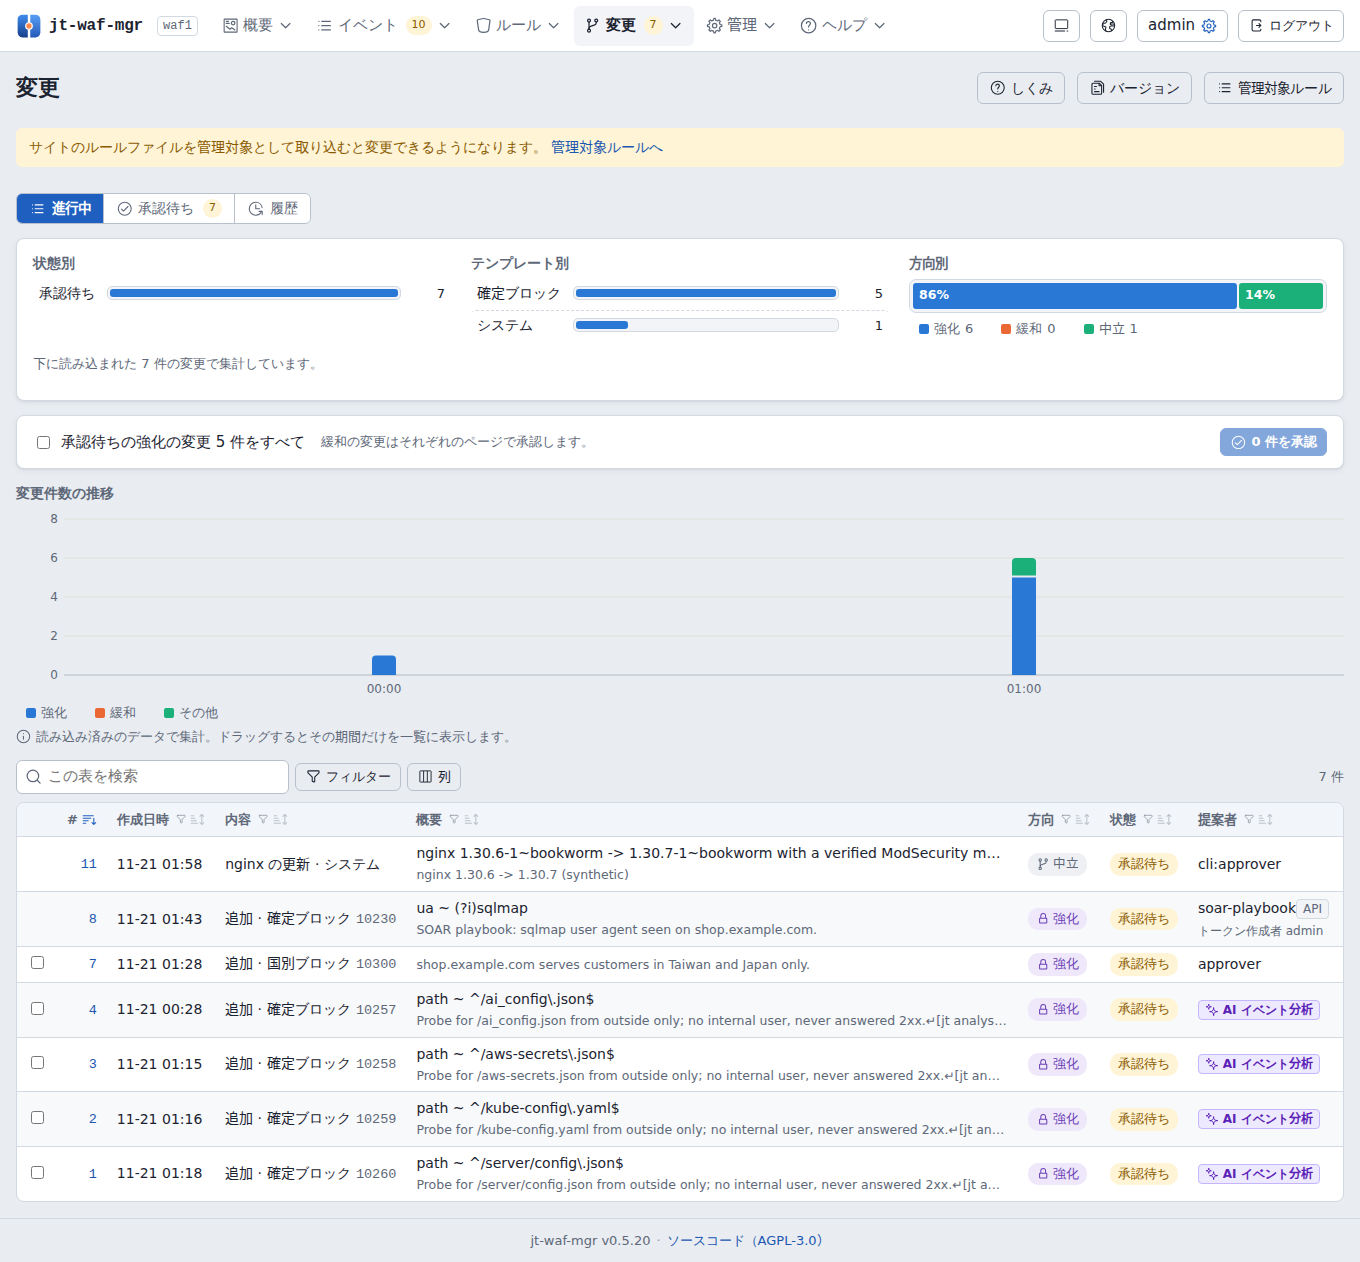 jt-waf-mgr waf1 概要 イベント 10 ルール 変更 7 管理 ヘルプ admin ログアウト
変更 しくみ バージョン 管理対象ルール
サイトのルールファイルを管理対象として取り込むと変更できるようになります。 管理対象ルールへ
進行中 承認待ち 7 履歴
状態別 テンプレート別 方向別
承認待ち 7 確定ブロック 5 86% 14%
システム 1 強化 6 緩和 0 中立 1
下に読み込まれた 7 件の変更で集計しています。
承認待ちの強化の変更 5 件をすべて 緩和の変更はそれぞれのページで承認します。 0 件を承認
変更件数の推移
8
6
4
2
0
00:00 01:00
強化 緩和 その他
読み込み済みのデータで集計。ドラッグするとその期間だけを一覧に表示します。
この表を検索 フィルター 列 7 件
# 作成日時 内容 概要 方向 状態 提案者
11 11-21 01:58 nginx の更新 · システム nginx 1.30.6-1~bookworm -> 1.30.7-1~bookworm with a verified ModSecurity m… 中立 承認待ち cli:approver
nginx 1.30.6 -> 1.30.7 (synthetic)
8 11-21 01:43 追加 · 確定ブロック 10230 ua ~ (?i)sqlmap 強化 承認待ち soar-playbook API
SOAR playbook: sqlmap user agent seen on shop.example.com. トークン作成者 admin
7 11-21 01:28 追加 · 国別ブロック 10300 shop.example.com serves customers in Taiwan and Japan only. 強化 承認待ち approver
4 11-21 00:28 追加 · 確定ブロック 10257 path ~ ^/ai_config\.json$ 強化 承認待ち AI イベント分析
Probe for /ai_config.json from outside only; no internal user, never answered 2xx.↵[jt analys…
3 11-21 01:15 追加 · 確定ブロック 10258 path ~ ^/aws-secrets\.json$ 強化 承認待ち AI イベント分析
Probe for /aws-secrets.json from outside only; no internal user, never answered 2xx.↵[jt an…
2 11-21 01:16 追加 · 確定ブロック 10259 path ~ ^/kube-config\.yaml$ 強化 承認待ち AI イベント分析
Probe for /kube-config.yaml from outside only; no internal user, never answered 2xx.↵[jt an…
1 11-21 01:18 追加 · 確定ブロック 10260 path ~ ^/server/config\.json$ 強化 承認待ち AI イベント分析
Probe for /server/config.json from outside only; no internal user, never answered 2xx.↵[jt a…
jt-waf-mgr v0.5.20 · ソースコード（AGPL-3.0）